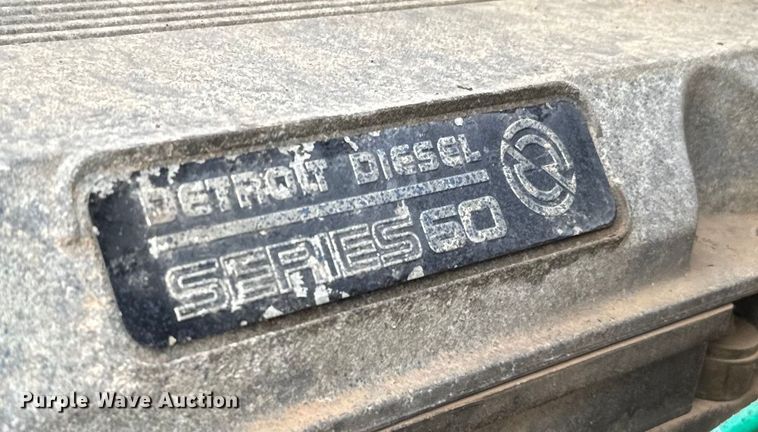 DETROIT DIESEL
SERIES 60
Purple Wave Auction